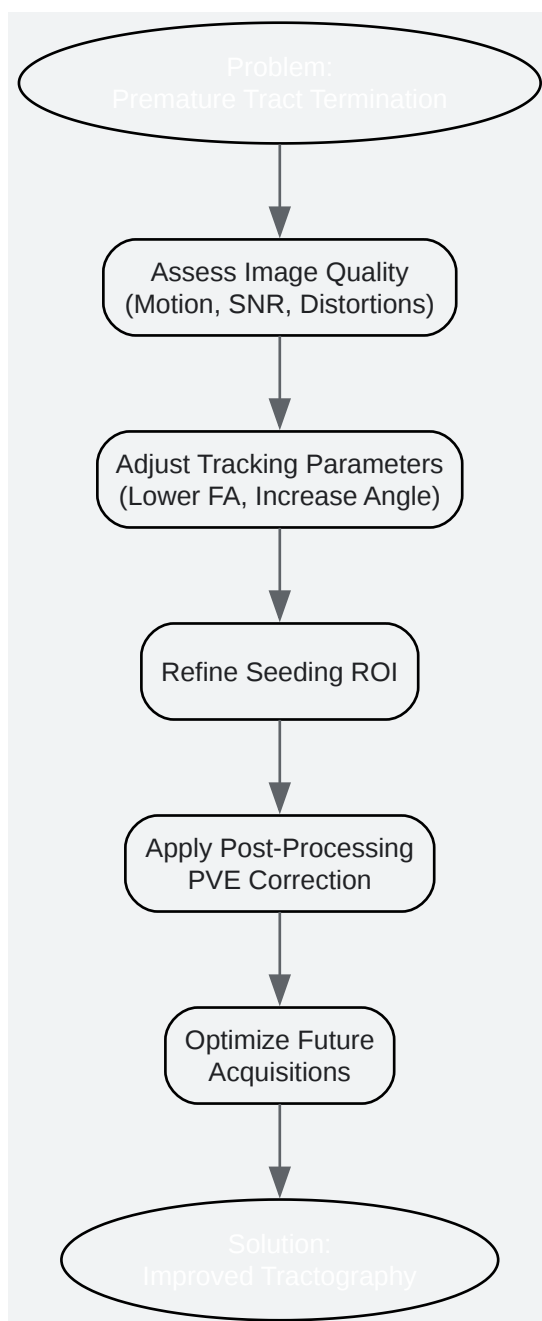 Problem:
Premature Tract Termination
Assess Image Quality
(Motion, SNR, Distortions)
Adjust Tracking Parameters
(Lower FA, Increase Angle)
Refine Seeding ROI
Apply Post-Processing
PVE Correction
Optimize Future
Acquisitions
Solution:
Improved Tractography